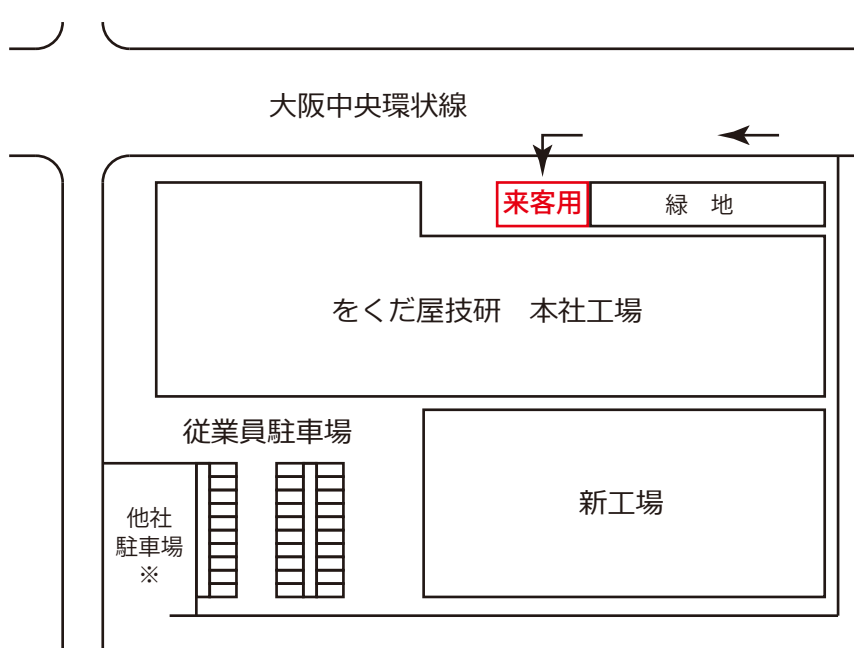 大阪中央環状線
来客用
緑 地
をくだ屋技研 本社工場
従業員駐車場
新工場
他社
駐車場
※